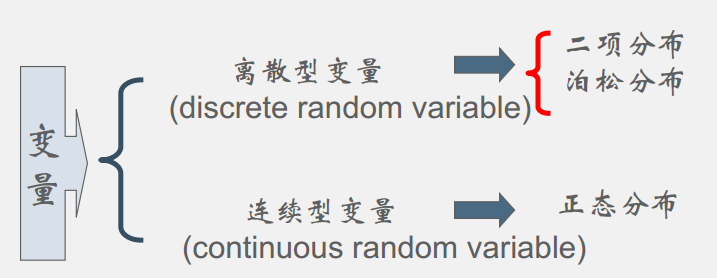 变量
离散型变量
(discrete random variable)
二项分布
泊松分布
连续型变量
(continuous random variable)
正态分布